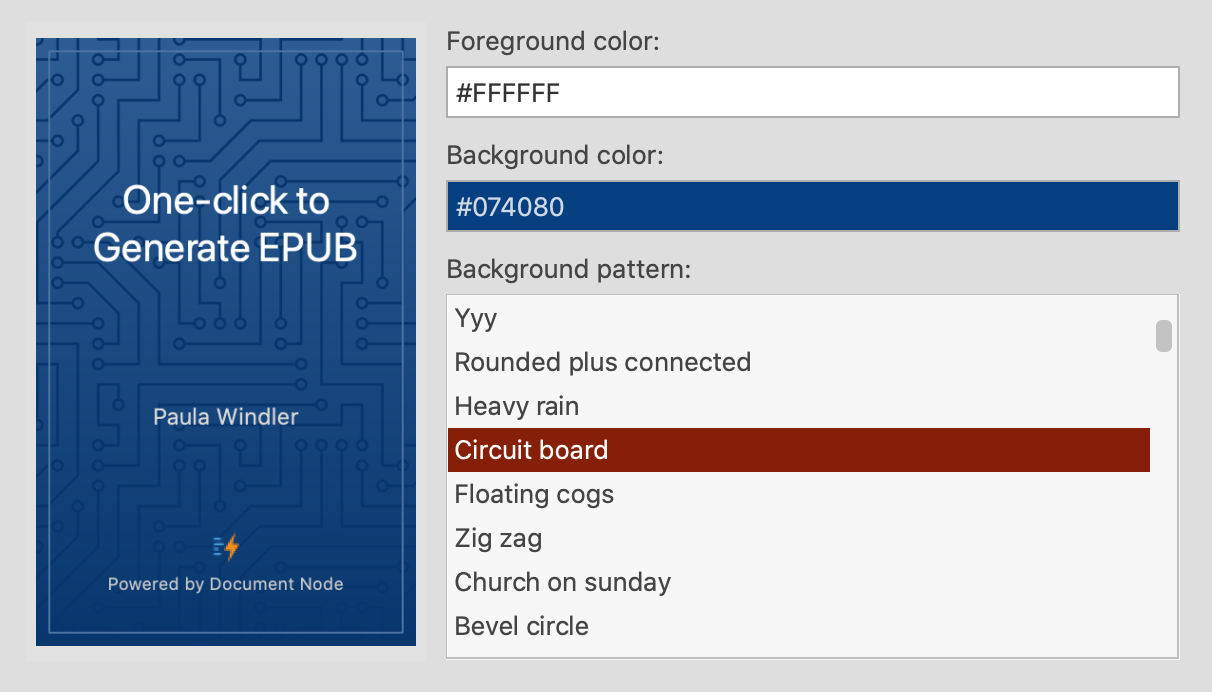 One-click to
Generate EPUB
Paula Windler
Powered by Document Node
Foreground color:
#FFFFFF
Background color:
#074080
Background pattern:
Yyy
Rounded plus connected
Heavy rain
Circuit board
Floating cogs
Zig zag
Church on sunday
Bevel circle